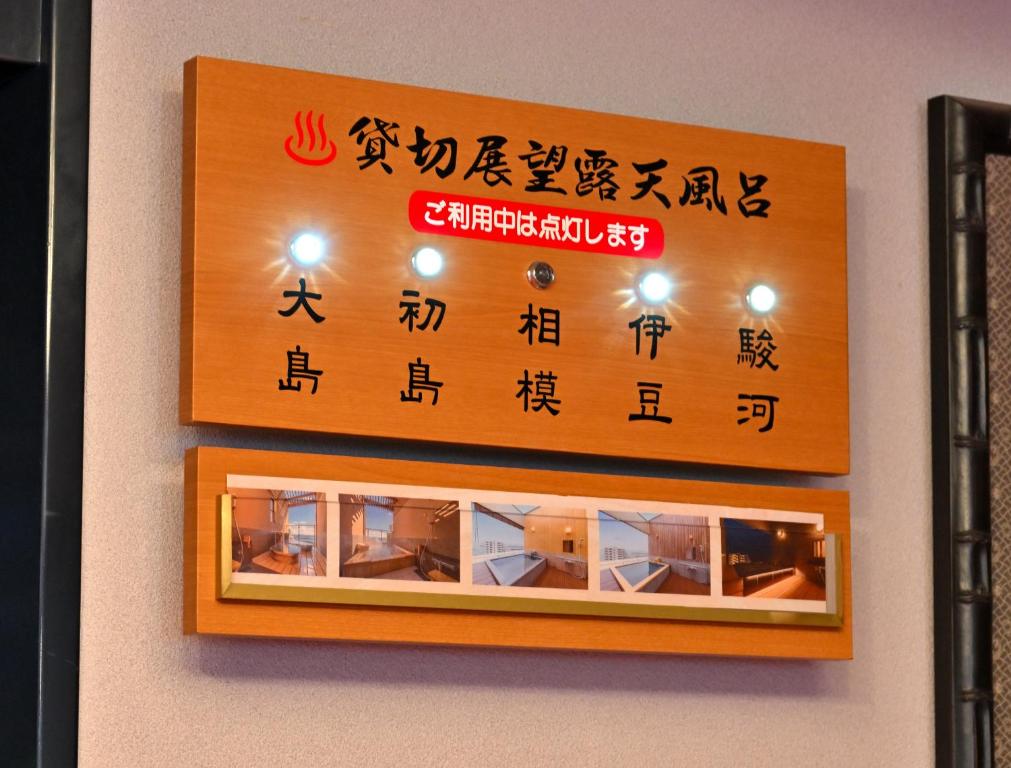 貸切展望露天風呂
ご利用中は点灯します
大島
初島
相模
伊豆
駿河